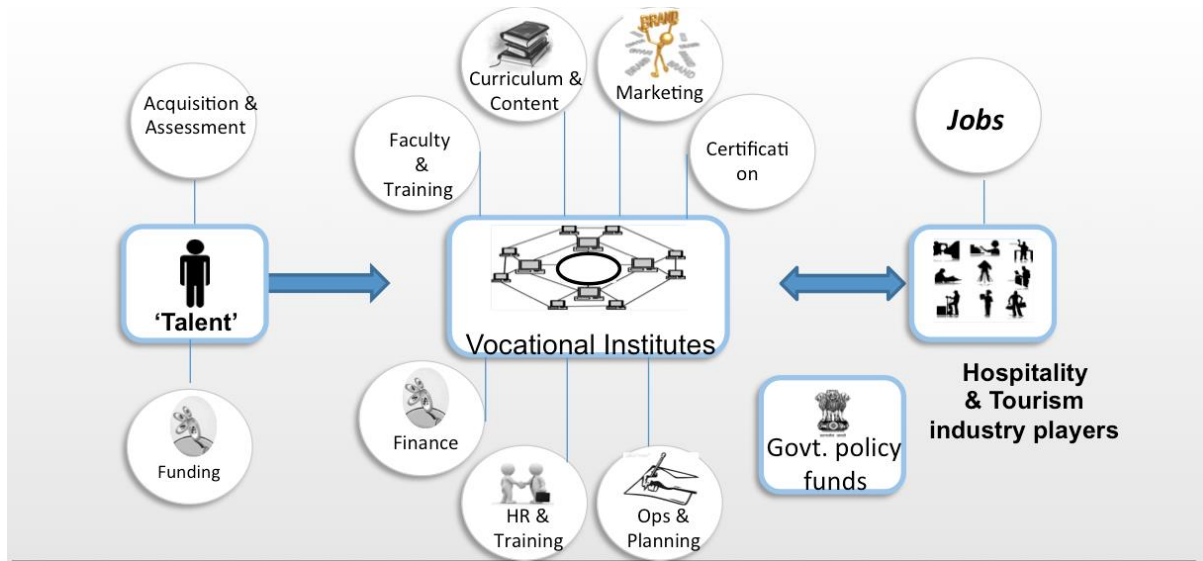 Acquisition &
Assessment
'Talent'
Funding
Curriculum &
Content
BRAND
Marketing
Faculty
&
Training
Certificati
on
Vocational Institutes
Finance
HR &
Training
Ops &
Planning
Jobs
Hospitality
& Tourism
industry players
Govt. policy
funds